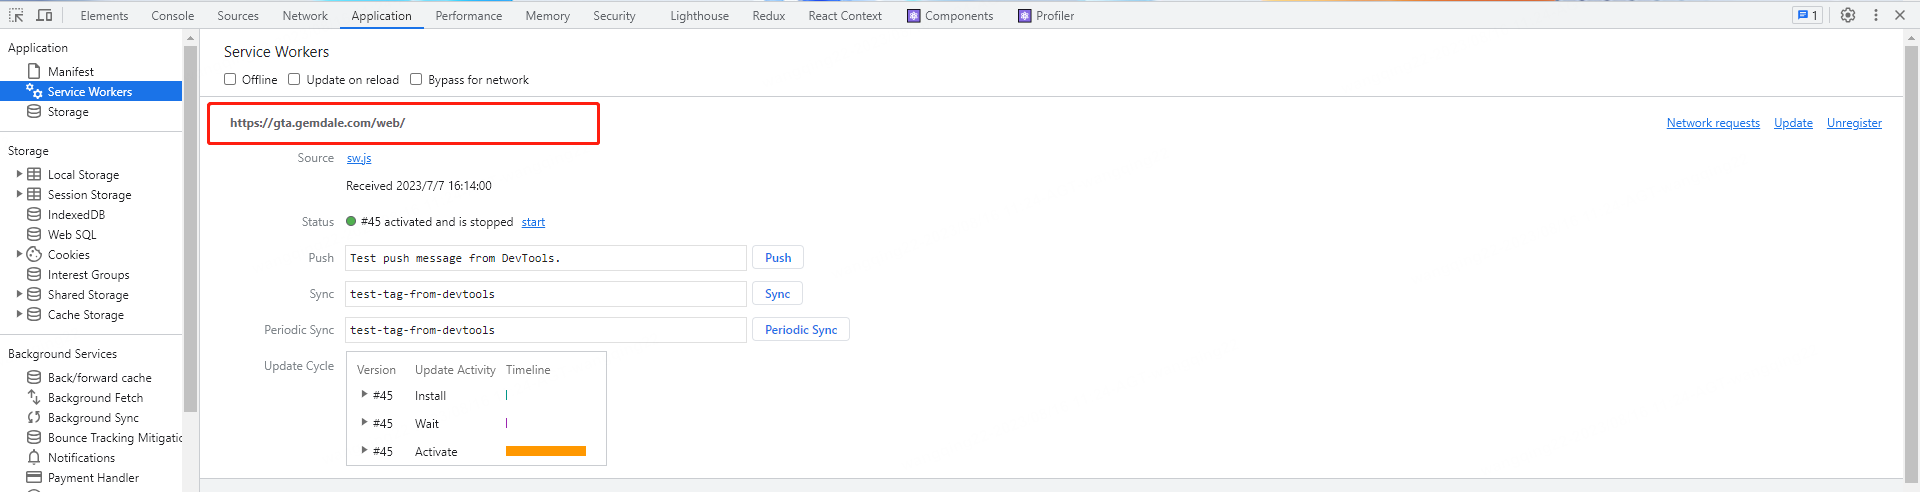 Elements Console Sources Network Application Performance Memory Security Lighthouse Redux React Context Components Profiler 1
Application
Manifest
Service Workers
Storage
Storage
Local Storage
Session Storage
IndexedDB
Web SQL
Cookies
Interest Groups
Shared Storage
Cache Storage
Background Services
Back/forward cache
Background Fetch
Background Sync
Bounce Tracking Mitigatic
Notifications
Payment Handler
Service Workers
Offline Update on reload Bypass for network
https://gta.gemdale.com/web/ Network requests Update Unregister
Source sw.js
Received 2023/7/7 16:14:00
Status #45 activated and is stopped start
Push Test push message from DevTools. Push
Sync test-tag-from-devtools Sync
Periodic Sync test-tag-from-devtools Periodic Sync
Update Cycle Version Update Activity Timeline
#45 Install
#45 Wait
#45 Activate